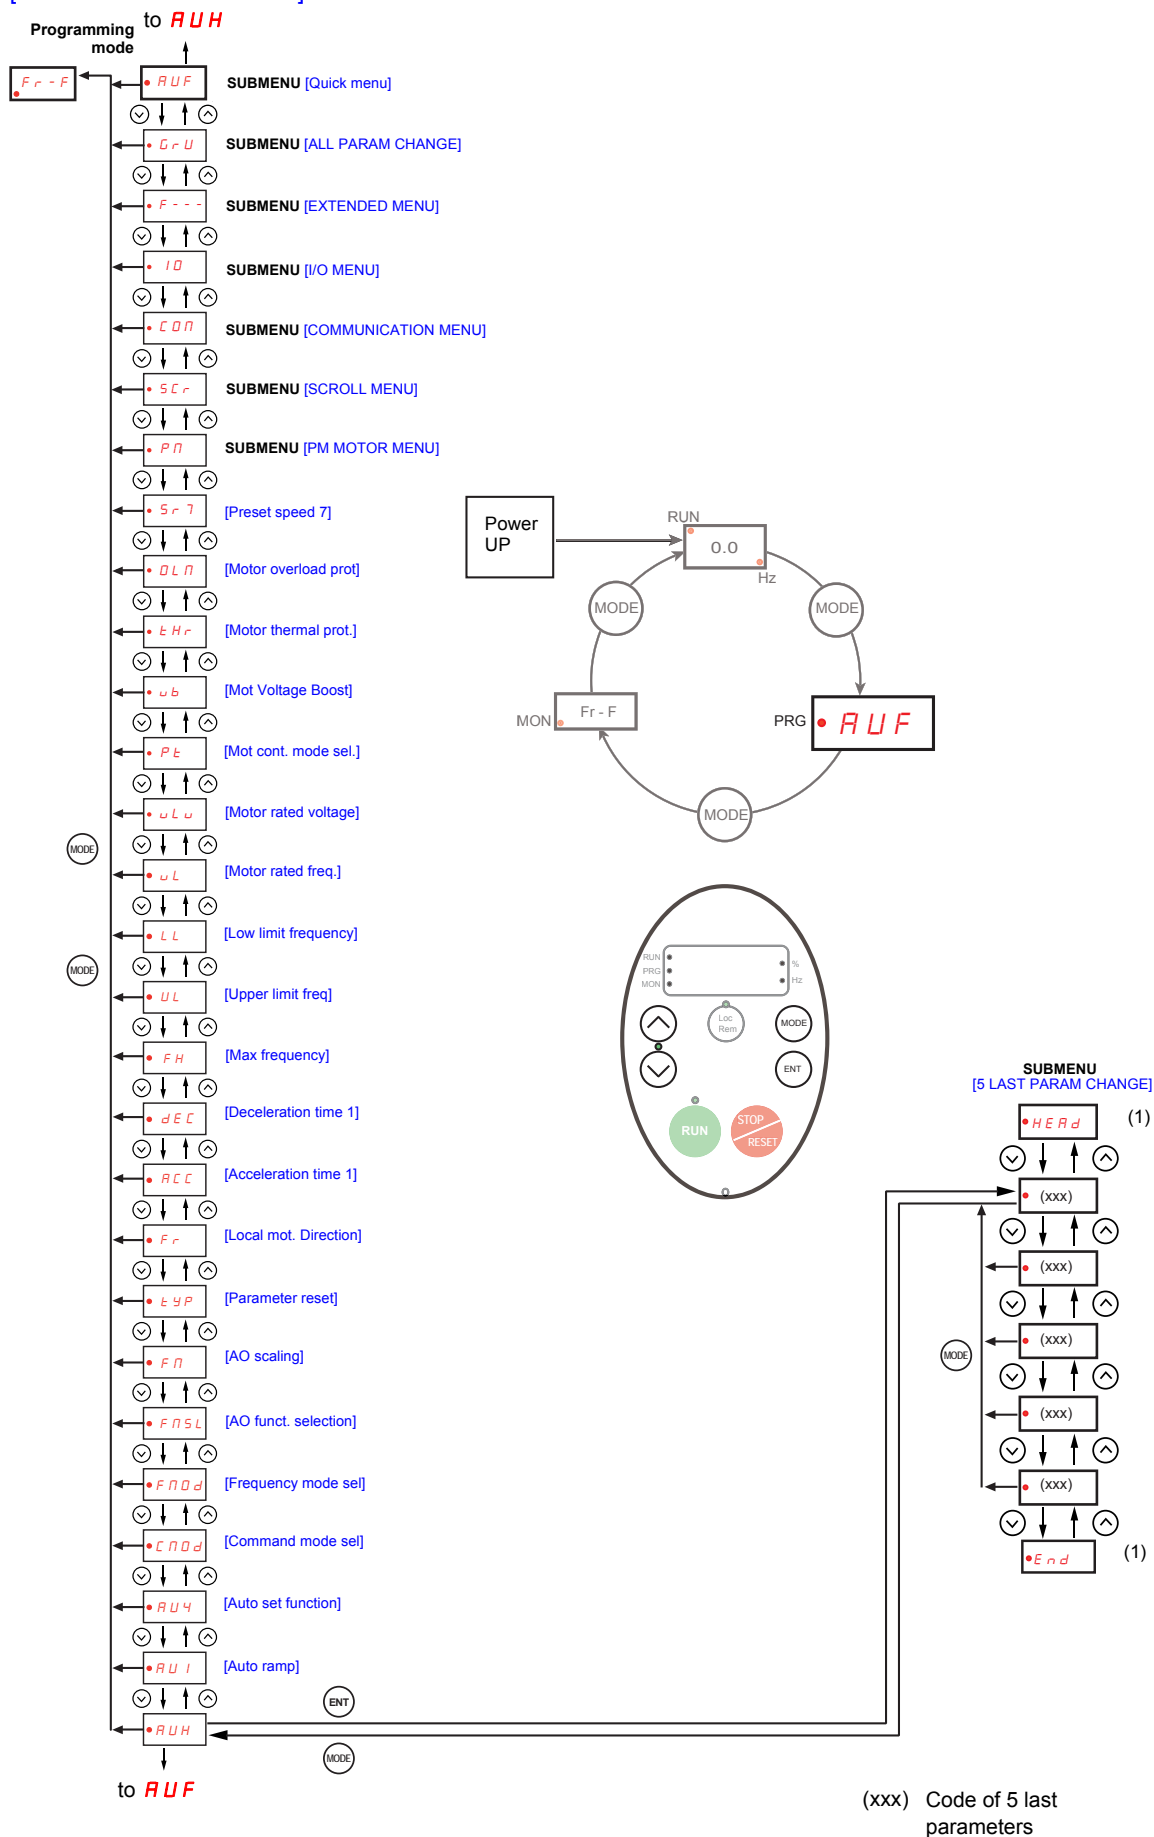 to AUH
Programming
mode
Fr-F
AUF
SUBMENU [Quick menu]
GrU
SUBMENU [ALL PARAM CHANGE]
F---
SUBMENU [EXTENDED MENU]
IO
SUBMENU [I/O MENU]
COM
SUBMENU [COMMUNICATION MENU]
SCr
SUBMENU [SCROLL MENU]
PM
SUBMENU [PM MOTOR MENU]
Sr7
[Preset speed 7]
OLM
[Motor overload prot]
tHr
[Motor thermal prot.]
ub
[Mot Voltage Boost]
Pt
[Mot cont. mode sel.]
uLu
[Motor rated voltage]
MODE
uL
[Motor rated freq.]
LL
[Low limit frequency]
MODE
UL
[Upper limit freq]
FH
[Max frequency]
dEC
[Deceleration time 1]
ACC
[Acceleration time 1]
Fr
[Local mot. Direction]
tYP
[Parameter reset]
FM
[AO scaling]
FMSL
[AO funct. selection]
FMOd
[Frequency mode sel]
CMOd
[Command mode sel]
AU4
[Auto set function]
AU1
[Auto ramp]
ENT
AUH
MODE
to AUF
Power
UP
RUN
0.0
Hz
MODE
MODE
MON
Fr - F
PRG
AUF
MODE
RUN
PRG
MON
%
Hz
Loc
Rem
MODE
ENT
RUN
STOP
RESET
SUBMENU
[5 LAST PARAM CHANGE]
HEAd
(1)
(xxx)
(xxx)
(xxx)
MODE
(xxx)
(xxx)
End
(1)
(xxx) Code of 5 last
parameters